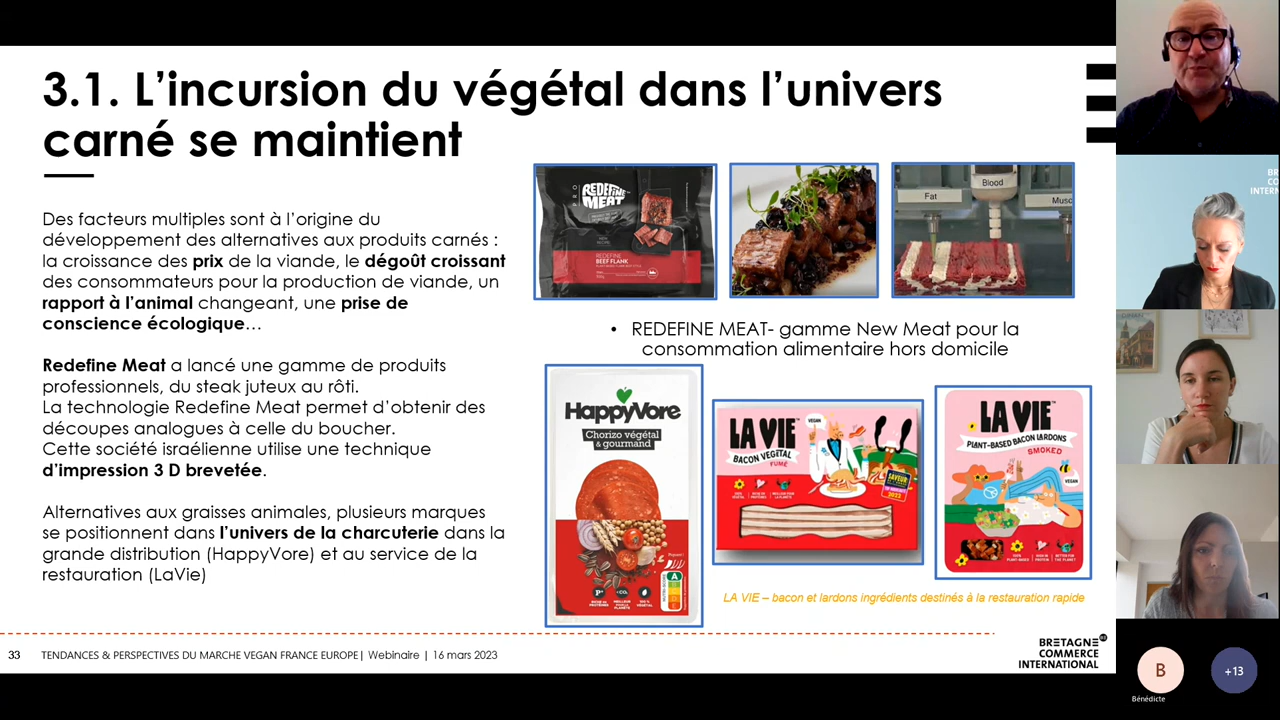 3.1. L’incursion du végétal dans l’univers
carné se maintient
Des facteurs multiples sont à l’origine du
développement des alternatives aux produits carnés :
la croissance des prix de la viande, le dégoût croissant
des consommateurs pour la production de viande, un
rapport à l’animal changeant, une prise de
conscience écologique…
Redefine Meat a lancé une gamme de produits
professionnels, du steak juteux au rôti.
La technologie Redefine Meat permet d’obtenir des
découpes analogues à celle du boucher.
Cette société israélienne utilise une technique
d’impression 3 D brevetée.
Alternatives aux graisses animales, plusieurs marques
se positionnent dans l’univers de la charcuterie dans la
grande distribution (HappyVore) et au service de la
restauration (LaVie)
REDEFINE
MEAT
REDEFINE
BEEF FLANK
Fat
Blood
Musc
• REDEFINE MEAT- gamme New Meat pour la
consommation alimentaire hors domicile
HappyVore
Chorizo végétal
& gourmand
LA VIE
BACON VÉGÉTAL
FUMÉ
VEGAN
SAVEUR
2023
LA VIE
PLANT-BASED BACON LARDONS
SMOKED
VEGAN
LA VIE – bacon et lardons ingrédients destinés à la restauration rapide
33 TENDANCES & PERSPECTIVES DU MARCHE VEGAN FRANCE EUROPE| Webinaire | 16 mars 2023
BRETAGNE
COMMERCE
INTERNATIONAL
BR
CO
INTERN
B
Bénédicte
+13